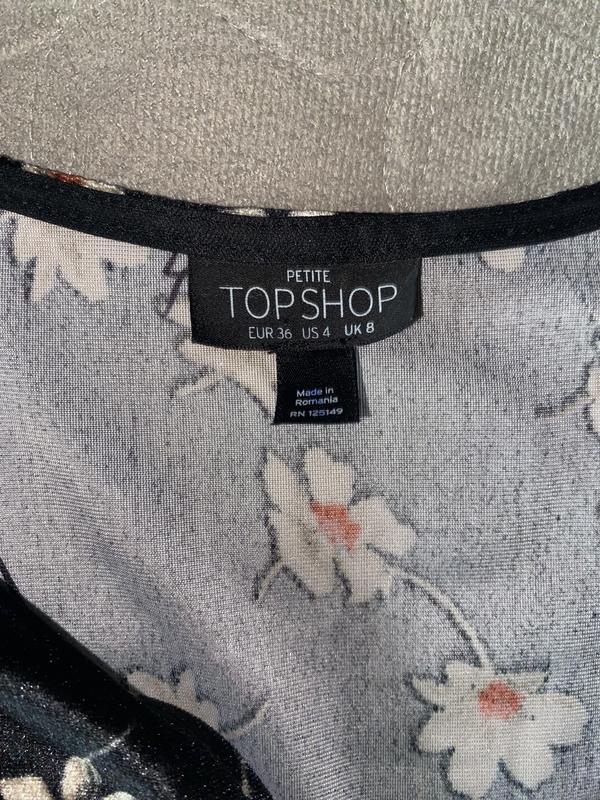 PETITE
TOPSHOP
EUR 36 US 4 UK 8
Made in
Romania
RN 125149